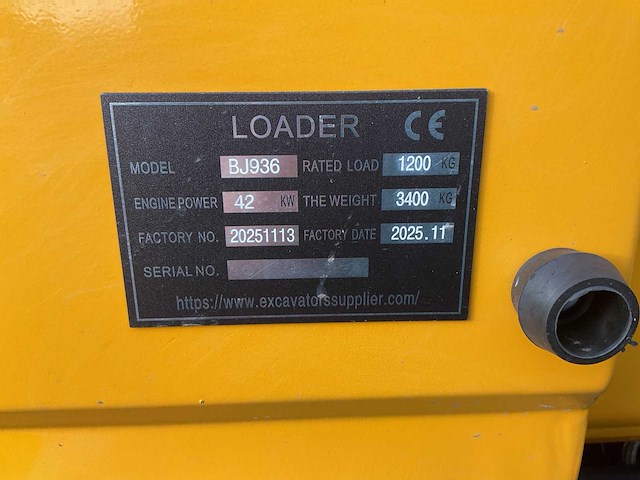 LOADER CE
MODEL BJ936 RATED LOAD 1200 KG
ENGINE POWER 42 KW THE WEIGHT 3400 KG
FACTORY NO. 20251113 FACTORY DATE 2025.11
SERIAL NO.
https://www.excavatorssupplier.com/